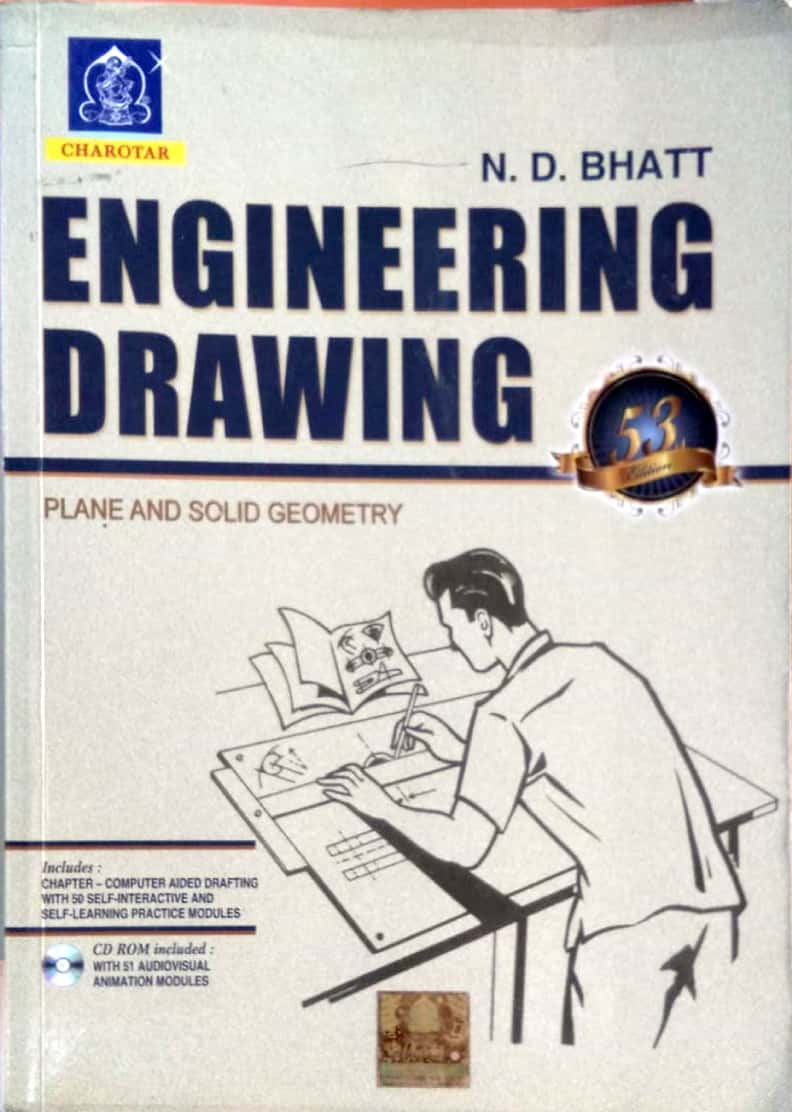 CHAROTAR
N. D. BHATT
ENGINEERING
DRAWING
53
Edition
PLANE AND SOLID GEOMETRY
Includes :
CHAPTER – COMPUTER AIDED DRAFTING
WITH 50 SELF-INTERACTIVE AND
SELF-LEARNING PRACTICE MODULES
CD ROM included :
WITH 51 AUDIOVISUAL
ANIMATION MODULES